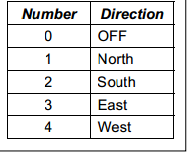 Number Direction
0 OFF
1 North
2 South
3 East
4 West